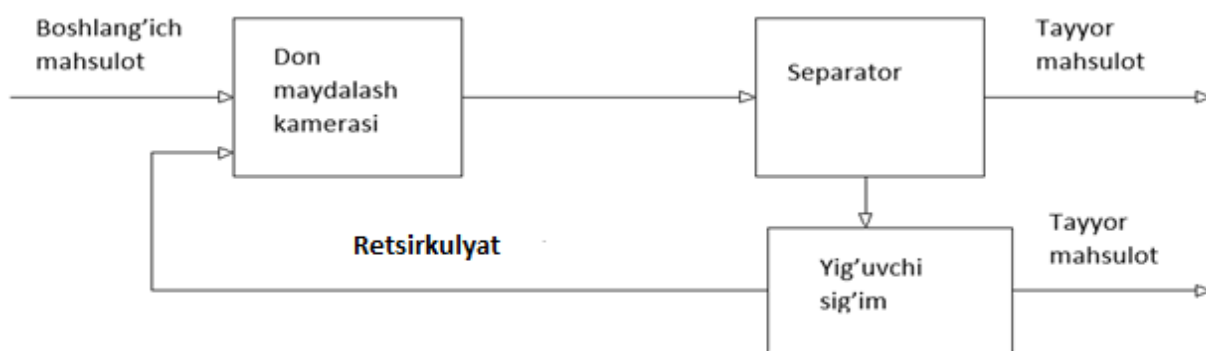 Boshlang'ich
mahsulot
Don
maydalash
kamerasi
Separator
Tayyor
mahsulot
Retsirkulyat
Yig'uvchi
sig'im
Tayyor
mahsulot